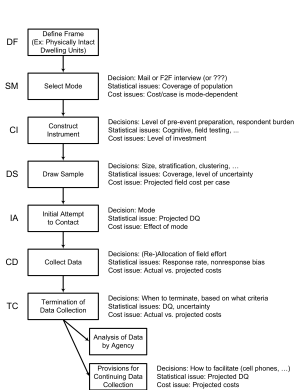 DF
Define Frame
(Ex: Physically Intact
Dwelling Units)
SM
Select Mode
Decision: Mail or F2F interview (or ???)
Statistical issues: Coverage of population
Cost issues: Cost/case is mode-dependent
CI
Construct
Instrument
Decisions: Level of pre-event preparation, respondent burden
Statistical issues: Cognitive, field testing, ...
Cost issues: Level of investment
DS
Draw Sample
Decisions: Size, stratification, clustering, ...
Statistical issues: Coverage, level of uncertainty
Cost issue: Projected field cost per case
IA
Initial Attempt
to Contact
Decision: Mode
Statistical issue: Projected DQ
Cost issue: Effect of mode
CD
Collect Data
Decisions: (Re-)Allocation of field effort
Statistical issues: Response rate, nonresponse bias
Cost issue: Actual vs. projected costs
TC
Termination of
Data Collection
Decisions: When to terminate, based on what criteria
Statistical issues: DQ, uncertainty
Cost issue: Actual vs. projected costs
Analysis of Data
by Agency
Provisions for
Continuing Data
Collection
Decisions: How to facilitate (cell phones, ...)
Statistical issue: Projected DQ
Cost issue: Projected costs